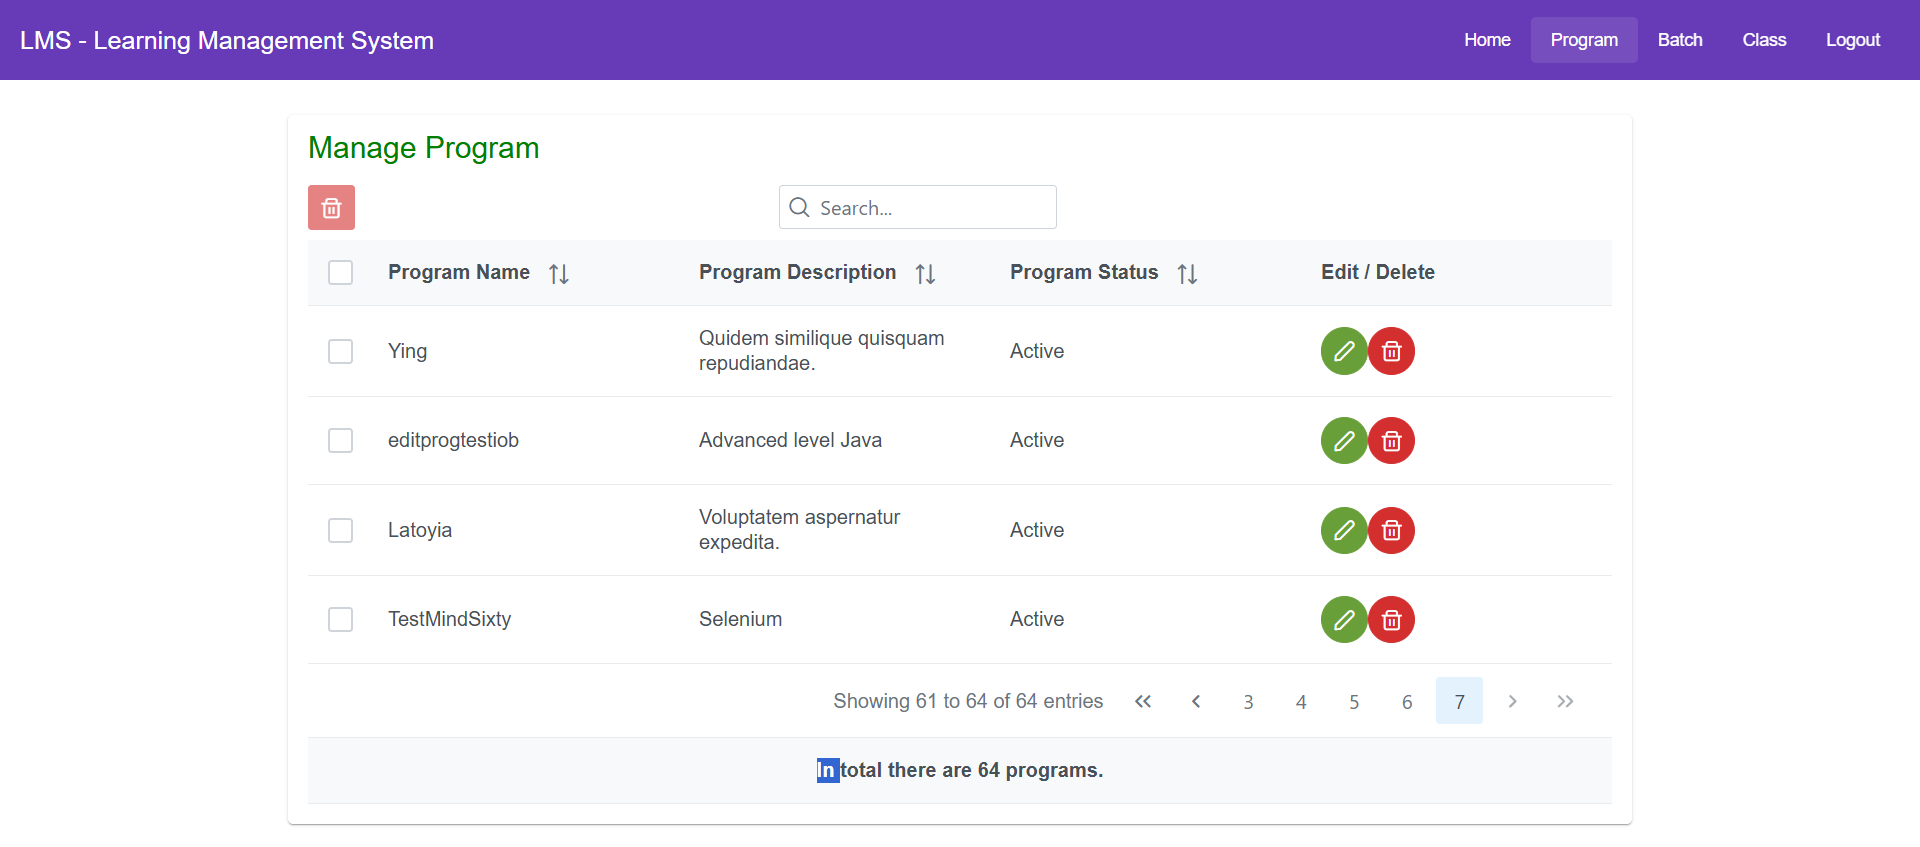 LMS - Learning Management System
Home Program Batch Class Logout
Manage Program
Search...
Program Name Program Description Program Status Edit / Delete
Ying Quidem similique quisquam repudiandae. Active
editprogtestiob Advanced level Java Active
Latoyia Voluptatem aspernatur expedita. Active
TestMindSixty Selenium Active
Showing 61 to 64 of 64 entries 3 4 5 6 7
In total there are 64 programs.